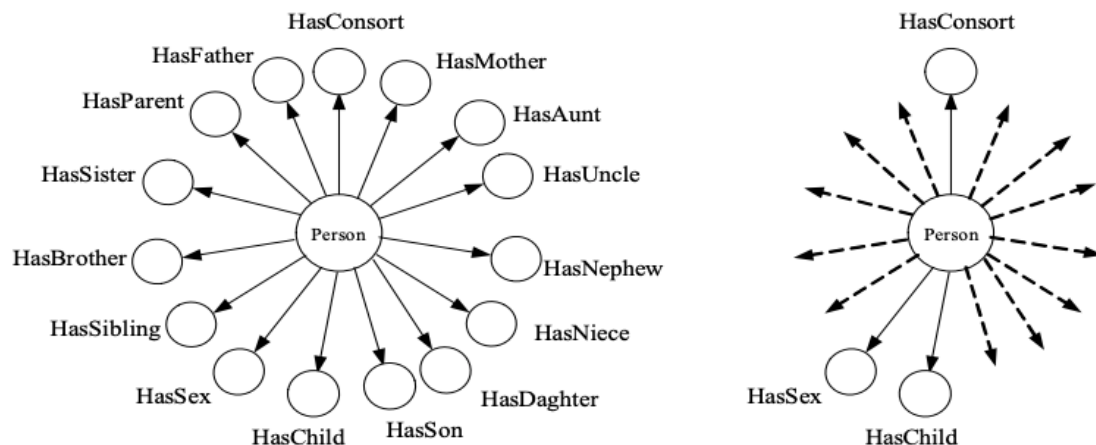 HasConsort
HasFather
HasMother
HasParent
HasAunt
HasSister
HasUncle
Person
HasBrother
HasNephew
HasSibling
HasNiece
HasSex
HasDaghter
HasChild
HasSon
HasConsort
Person
HasSex
HasChild